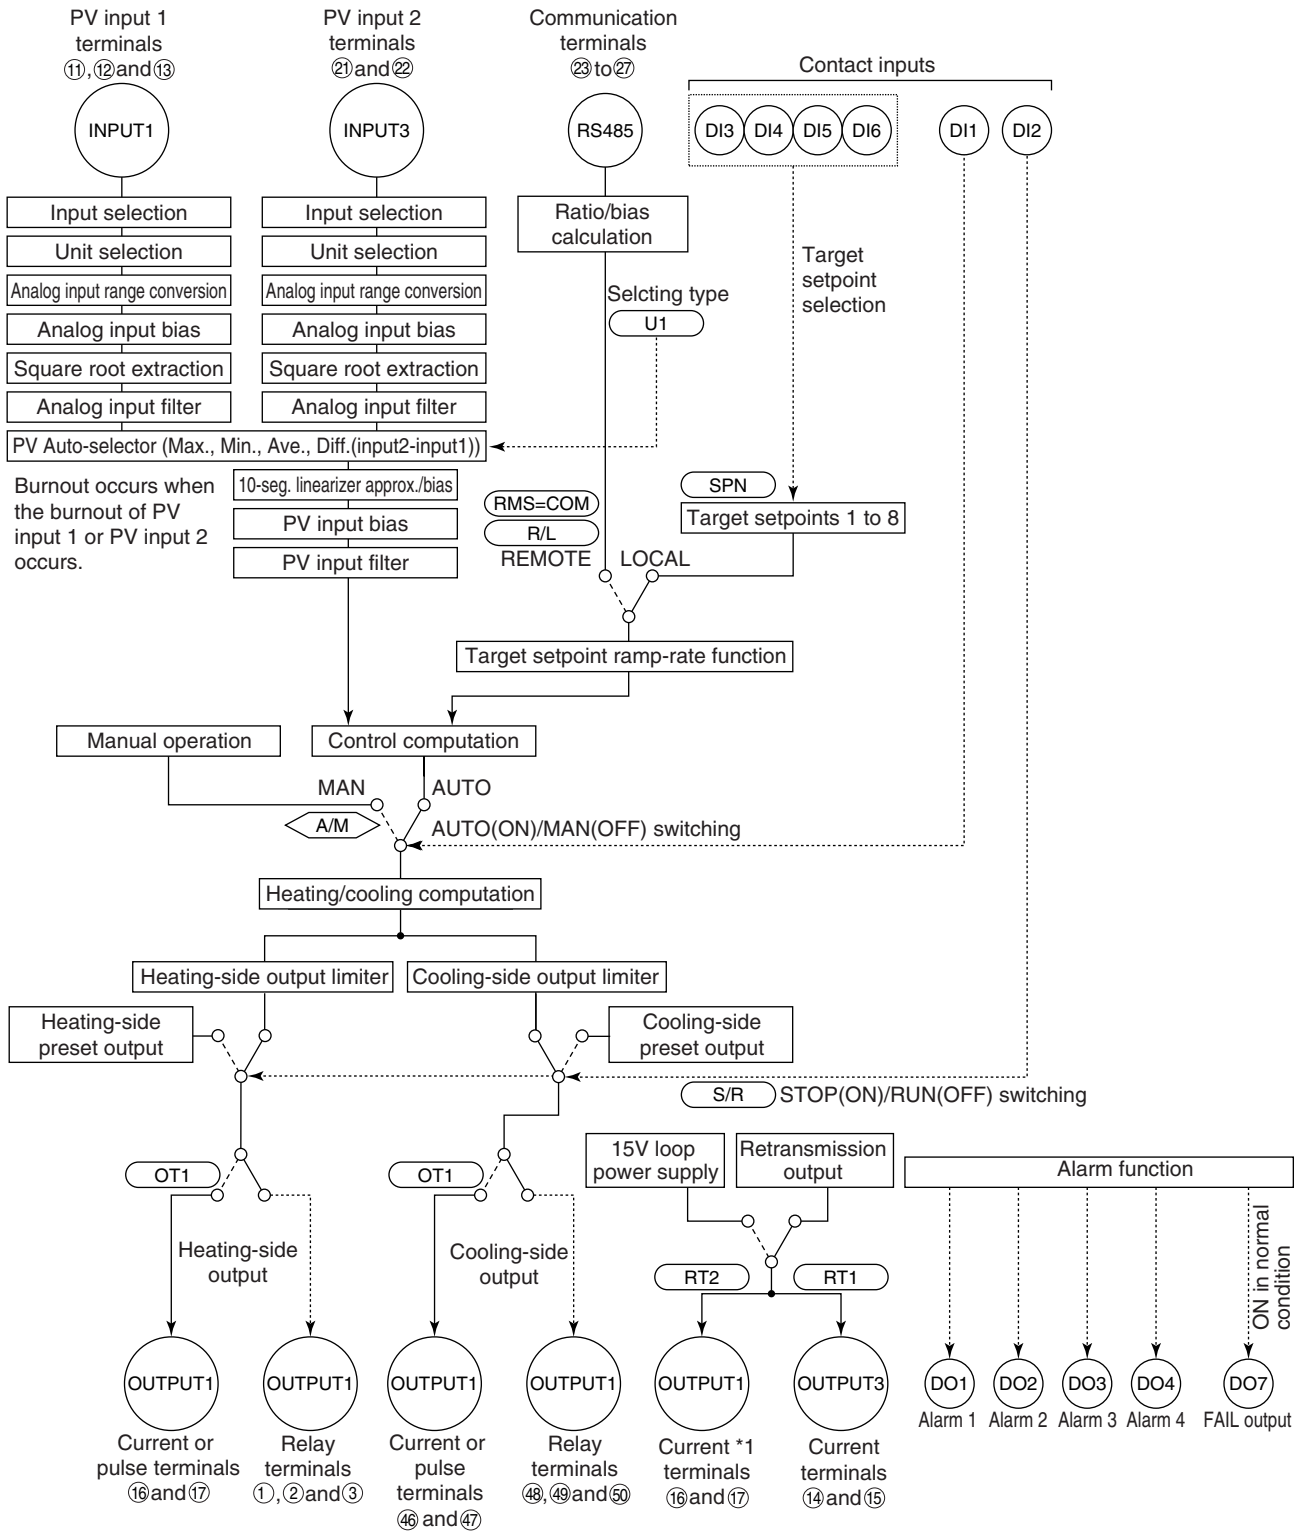 PV input 1
terminals
⑪, ⑫ and ⑬
PV input 2
terminals
㉑ and ㉒
Communication
terminals
㉓ to ㉗
Contact inputs
INPUT1
INPUT3
RS485
DI3
DI4
DI5
DI6
DI1
DI2
Input selection
Unit selection
Analog input range conversion
Analog input bias
Square root extraction
Analog input filter
Input selection
Unit selection
Analog input range conversion
Analog input bias
Square root extraction
Analog input filter
Ratio/bias
calculation
Target
setpoint
selection
Selcting type
U1
PV Auto-selector (Max., Min., Ave., Diff.(input2-input1))
Burnout occurs when
the burnout of PV
input 1 or PV input 2
occurs.
10-seg. linearizer approx./bias
PV input bias
PV input filter
RMS=COM
R/L
REMOTE
LOCAL
SPN
Target setpoints 1 to 8
Target setpoint ramp-rate function
Manual operation
Control computation
MAN
AUTO
A/M
AUTO(ON)/MAN(OFF) switching
Heating/cooling computation
Heating-side output limiter
Cooling-side output limiter
Heating-side
preset output
Cooling-side
preset output
S/R
STOP(ON)/RUN(OFF) switching
OT1
OT1
15V loop
power supply
Retransmission
output
Alarm function
Heating-side
output
Cooling-side
output
RT2
RT1
ON in normal
condition
OUTPUT1
OUTPUT1
OUTPUT1
OUTPUT1
OUTPUT1
OUTPUT3
DO1
DO2
DO3
DO4
DO7
Alarm 1
Alarm 2
Alarm 3
Alarm 4
FAIL output
Current or
pulse terminals
⑯ and ⑰
Relay
terminals
①, ② and ③
Current or
pulse
terminals
㊻ and ㊼
Relay
terminals
㊽, ㊾ and ㊿
Current *1
terminals
⑯ and ⑰
Current
terminals
⑭ and ⑮